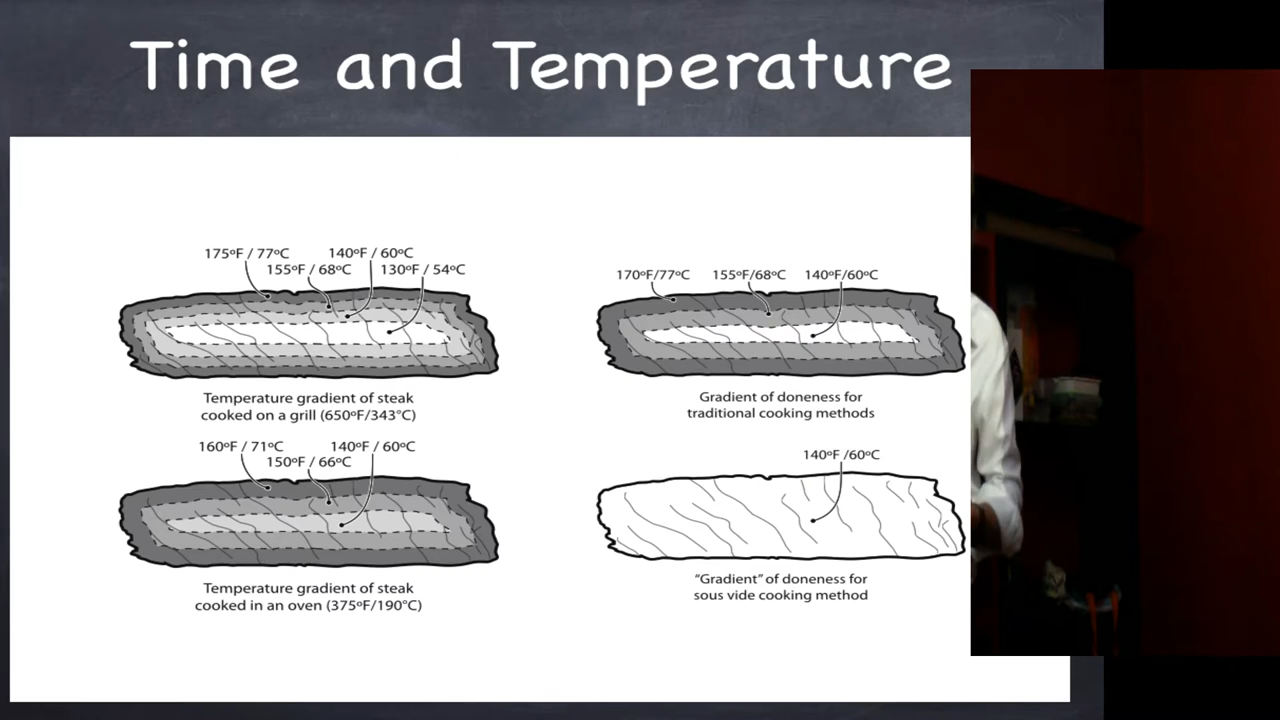 Time and Temperature
175ºF / 77ºC
140ºF / 60ºC
155ºF / 68ºC
130ºF / 54ºC
Temperature gradient of steak
cooked on a grill (650ºF/343°C)
170ºF/77ºC
155ºF/68ºC
140ºF/60ºC
Gradient of doneness for
traditional cooking methods
160ºF / 71ºC
140ºF / 60ºC
150ºF / 66ºC
Temperature gradient of steak
cooked in an oven (375ºF/190°C)
140ºF /60ºC
“Gradient” of doneness for
sous vide cooking method